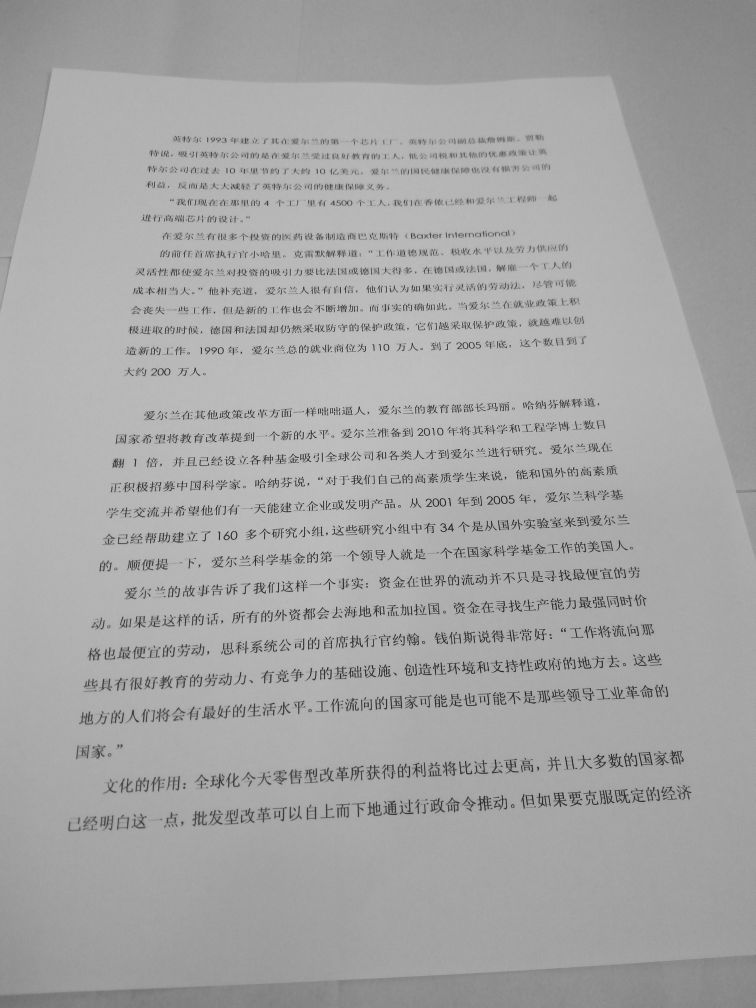 英特尔 1993 年建立了其在爱尔兰的第一个芯片工厂。英特尔公司副总裁詹姆斯。贾勒
特说，吸引英特尔公司的是在爱尔兰受过良好教育的工人，低公司税和其他的优惠政策让英
特尔公司在过去 10 年里节约了大约 10 亿美元。爱尔兰的国民健康保障也没有损害公司的
利益，反而是大大减轻了英特尔公司的健康保障义务。
“我们现在在那里的 4 个工厂里有 4500 个工人，我们在香侬已经和爱尔兰工程师一起
进行高端芯片的设计。”
在爱尔兰有很多个投资的医药设备制造商巴克斯特（Baxter International）
的前任首席执行官小哈里。克雷默解释道：“工作道德规范、税收水平以及劳力供应的
灵活性都使爱尔兰对投资的吸引力要比法国或德国大得多，在德国或法国，解雇一个工人的
成本相当大。”他补充道，爱尔兰人很有自信，他们认为如果实行灵活的劳动法，尽管可能
会丧失一些工作，但是新的工作也会不断增加。而事实的确如此。当爱尔兰在就业政策上积
极进取的时候，德国和法国却仍然采取防守的保护政策，它们越采取保护政策，就越难以创
造新的工作。1990 年，爱尔兰总的就业商位为 110 万人。到了 2005 年底，这个数目到了
大约 200 万人。
爱尔兰在其他政策改革方面一样咄咄逼人，爱尔兰的教育部部长玛丽。哈纳芬解释道，
国家希望将教育改革提到一个新的水平。爱尔兰准备到 2010 年将其科学和工程学博士数目
翻 1 倍，并且已经设立各种基金吸引全球公司和各类人才到爱尔兰进行研究。爱尔兰现在
正积极招募中国科学家。哈纳芬说，“对于我们自己的高素质学生来说，能和国外的高素质
学生交流并希望他们有一天能建立企业或发明产品。从 2001 年到 2005 年，爱尔兰科学基
金已经帮助建立了 160 多个研究小组，这些研究小组中有 34 个是从国外实验室来到爱尔兰
的。顺便提一下，爱尔兰科学基金的第一个领导人就是一个在国家科学基金工作的美国人。
爱尔兰的故事告诉了我们这样一个事实：资金在世界的流动并不只是寻找最便宜的劳
动。如果是这样的话，所有的外资都会去海地和孟加拉国。资金在寻找生产能力最强同时价
格也最便宜的劳动，思科系统公司的首席执行官约翰。钱伯斯说得非常好：“工作将流向那
些具有很好教育的劳动力、有竞争力的基础设施、创造性环境和支持性政府的地方去。这些
地方的人们将会有最好的生活水平。工作流向的国家可能是也可能不是那些领导工业革命的
国家。”
文化的作用：全球化今天零售型改革所获得的利益将比过去更高，并且大多数的国家都
已经明白这一点，批发型改革可以自上而下地通过行政命令推动。但如果要克服既定的经济